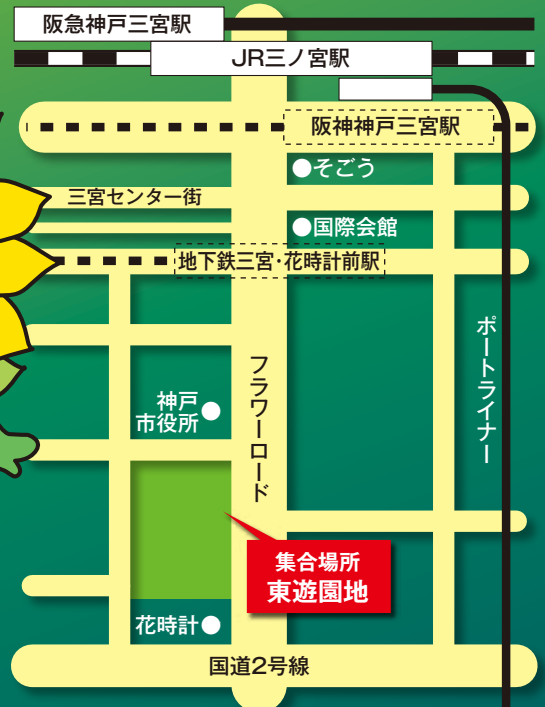 阪急神戸三宮駅
JR三ノ宮駅
阪神神戸三宮駅
●そごう
三宮センター街
●国際会館
地下鉄三宮・花時計前駅
ポートライナー
フラワーロード
神戸
市役所●
集合場所
東遊園地
花時計●
国道2号線